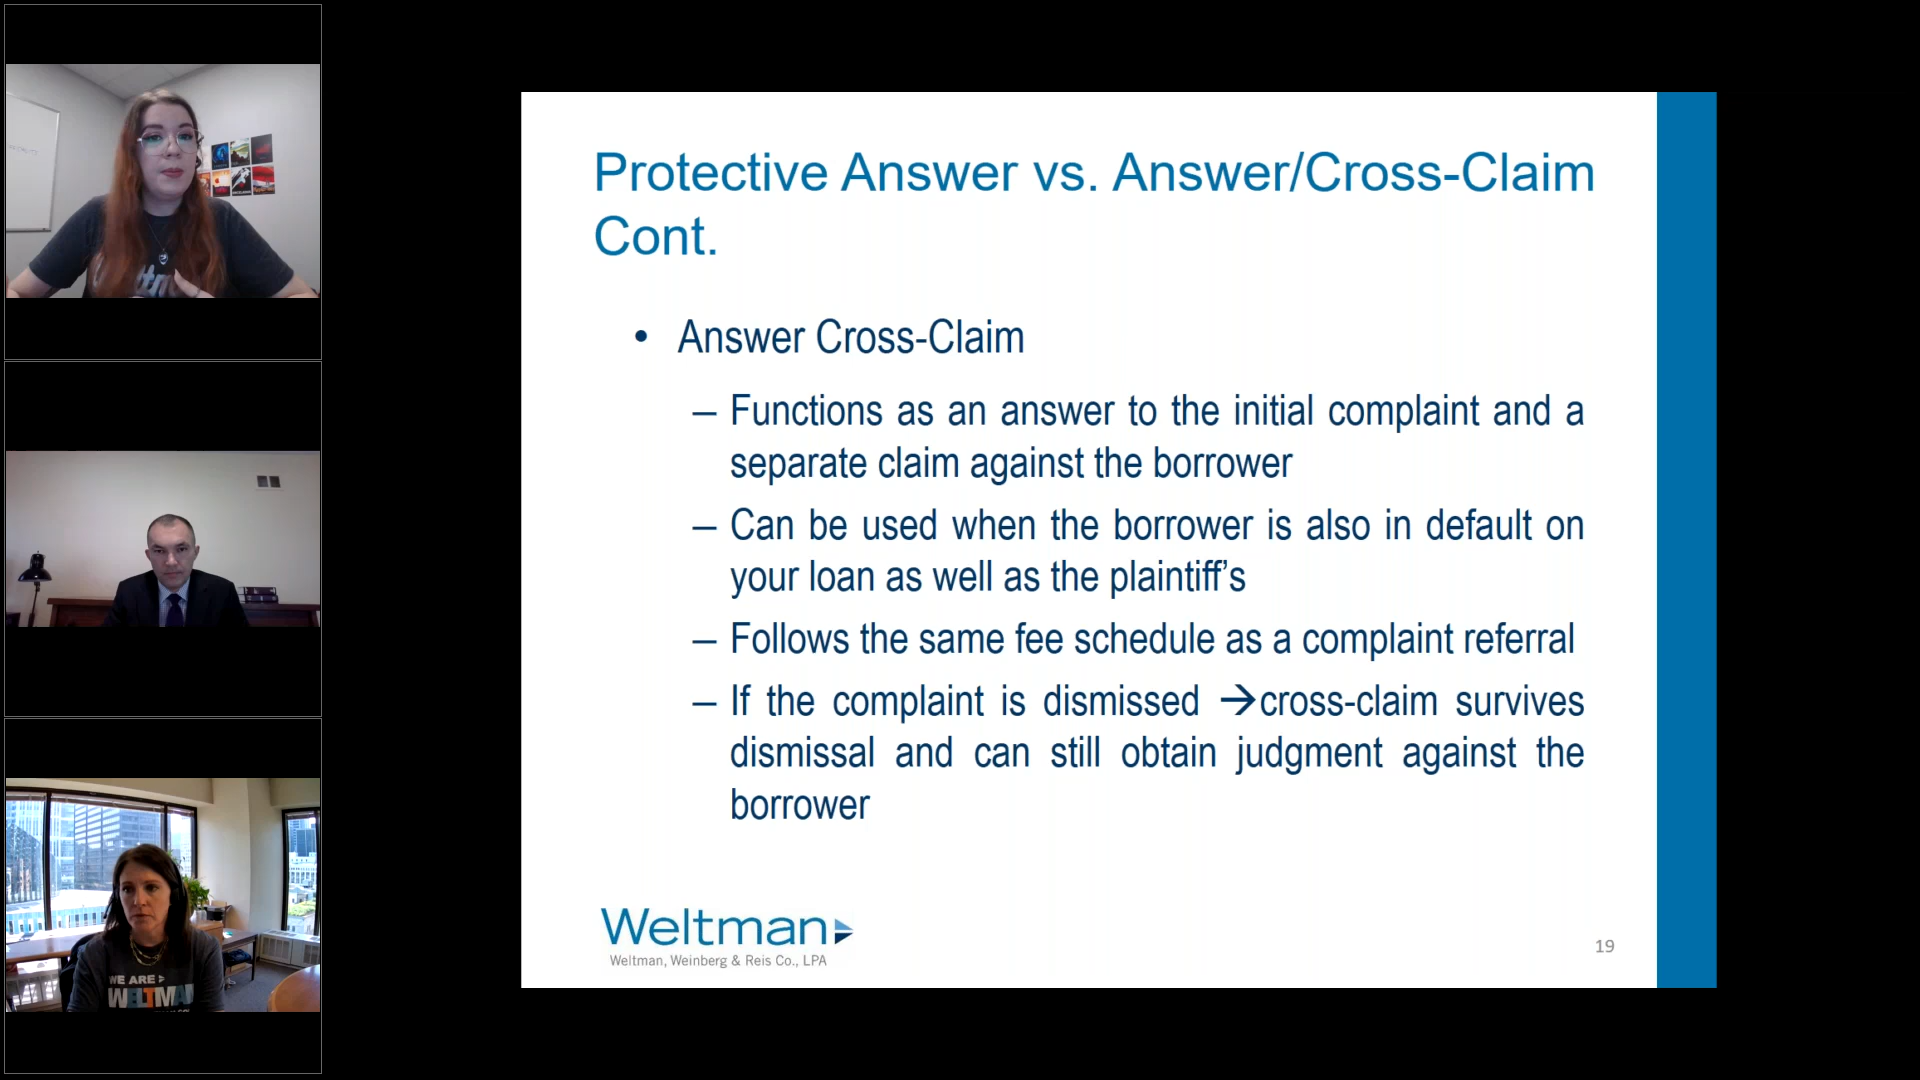 Protective Answer vs. Answer/Cross-Claim
Cont.
• Answer Cross-Claim
– Functions as an answer to the initial complaint and a
separate claim against the borrower
– Can be used when the borrower is also in default on
your loan as well as the plaintiff’s
– Follows the same fee schedule as a complaint referral
– If the complaint is dismissed →cross-claim survives
dismissal and can still obtain judgment against the
borrower
Weltman
Weltman, Weinberg & Reis Co., LPA
19
WE ARE
WELTMAN